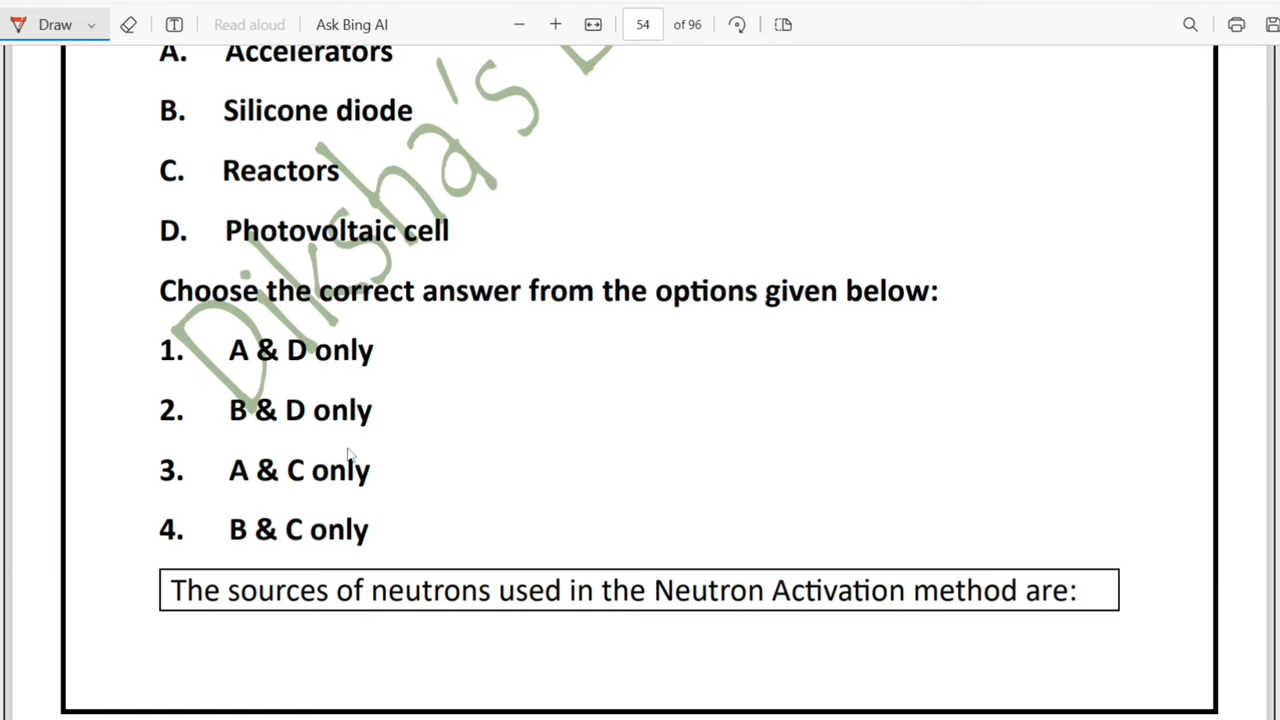 Draw Read aloud Ask Bing AI 54 of 96
A. Accelerators
B. Silicone diode
C. Reactors
D. Photovoltaic cell
Choose the correct answer from the options given below:
1. A & D only
2. B & D only
3. A & C only
4. B & C only
The sources of neutrons used in the Neutron Activation method are:
Diksha's